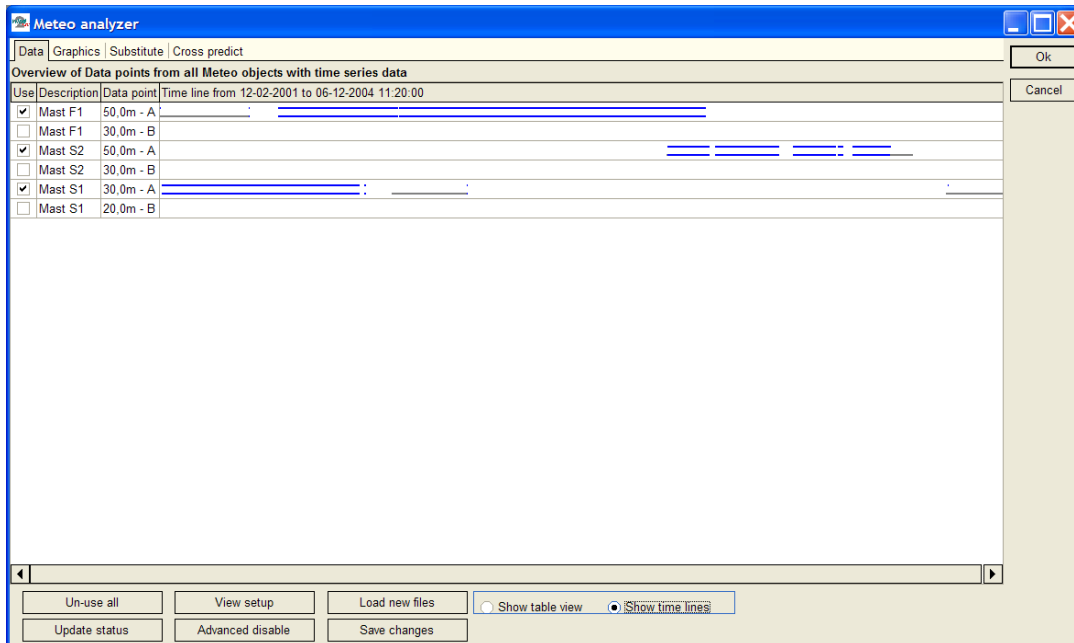 Meteo analyzer
Data Graphics Substitute Cross predict
Ok
Overview of Data points from all Meteo objects with time series data
Cancel
Use Description Data point Time line from 12-02-2001 to 06-12-2004 11:20:00
Mast F1 50,0m - A
Mast F1 30,0m - B
Mast S2 50,0m - A
Mast S2 30,0m - B
Mast S1 30,0m - A
Mast S1 20,0m - B
Un-use all View setup Load new files Show table view Show time lines
Update status Advanced disable Save changes